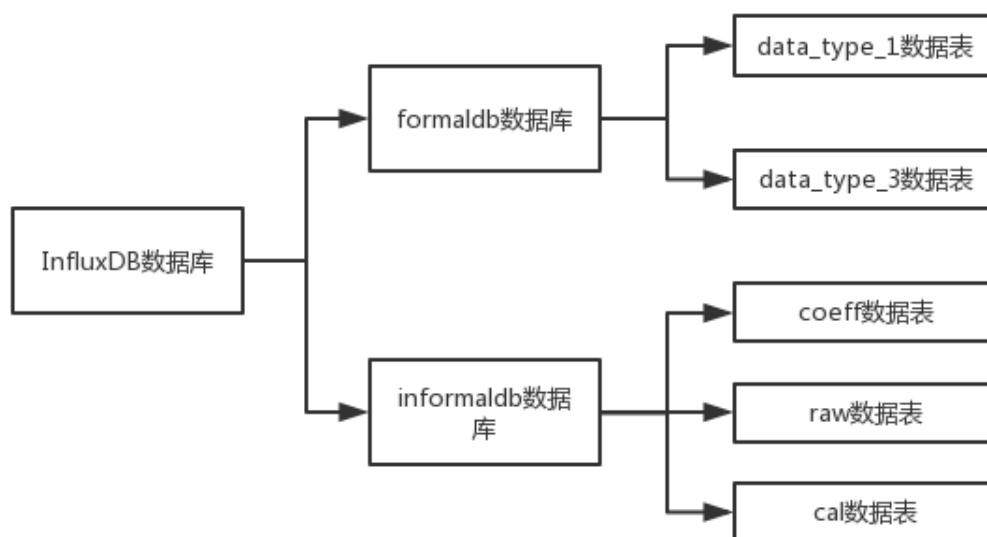 data_type_1数据表
formaldb数据库
data_type_3数据表
InfluxDB数据库
coeff数据表
informaldb数据
库
raw数据表
cal数据表